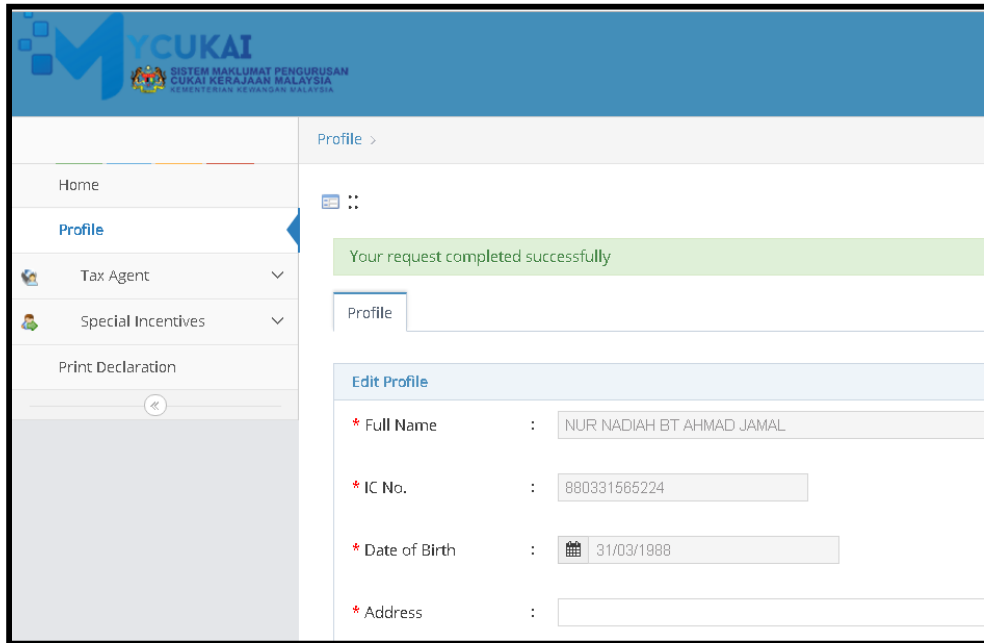 MYCUKAI
SISTEM MAKLUMAT PENGURUSAN
CUKAI KERAJAAN MALAYSIA
KEMENTERIAN KEWANGAN MALAYSIA
Profile >
Home
Profile
Tax Agent
Special Incentives
Print Declaration
::
Your request completed successfully
Profile
Edit Profile
* Full Name : NUR NADIAH BT AHMAD JAMAL
* IC No. : 880331565224
* Date of Birth : 31/03/1988
* Address :